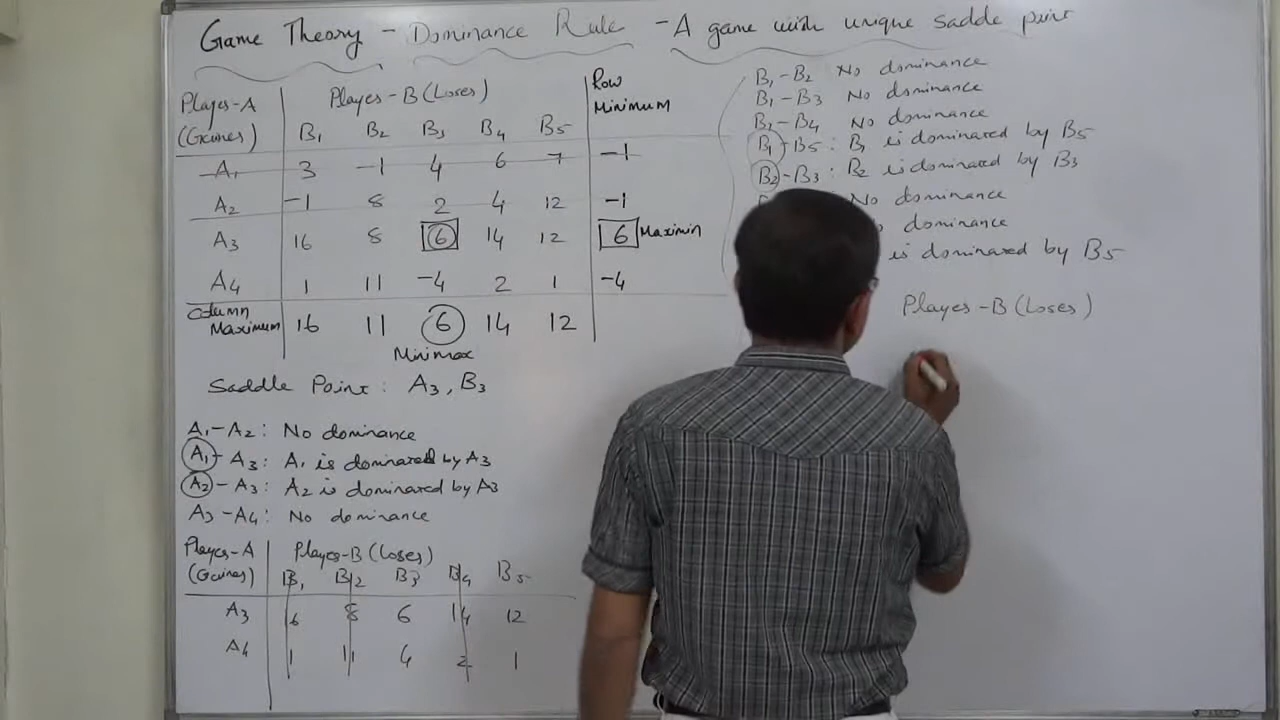 Game Theory - Dominance Rule - A game with unique sadde point
Player-A Player-B (Loses) Row
(Gaines) B1 B2 B3 B4 B5 Minimum
A1 3 -1 4 6 7 -1
A2 -1 8 2 4 12 -1
A3 16 8 6 14 12 6 Maximin
A4 1 11 -4 2 1 -4
Column
Maximum 16 11 6 14 12
Minimax
Saddle Point: A3, B3
A1-A2: No dominance
A1-A3: A1 is dominated by A3
A2-A3: A2 is dominated by A3
A3-A4: No dominance
Player-A Player-B (Loses)
(Gaines) B1 B2 B3 B4 B5
A3 16 8 6 14 12
A4 1 11 4 2 1
B1-B2 No dominance
B1-B3 No dominance
B1-B4 No dominance
B1-B5: B1 is dominated by B5
B2-B3: B2 is dominated by B3
No dominance
dominance
is dominated by B5
Player-B (Loses)